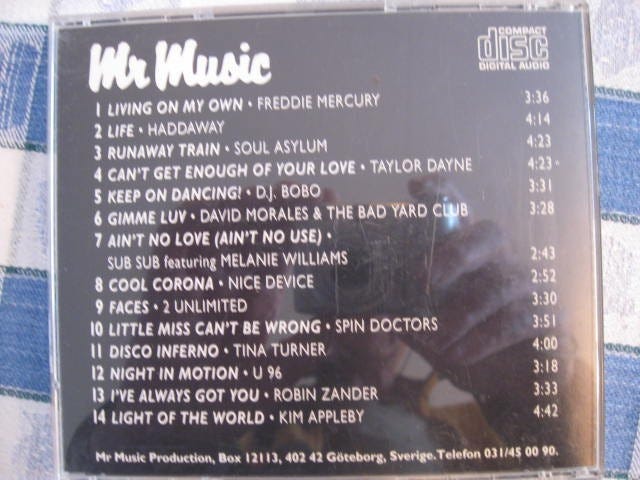 Mr Music
COMPACT
disc
DIGITAL AUDIO
1 LIVING ON MY OWN • FREDDIE MERCURY 3:36
2 LIFE • HADDAWAY 4:14
3 RUNAWAY TRAIN • SOUL ASYLUM 4:23
4 CAN'T GET ENOUGH OF YOUR LOVE • TAYLOR DAYNE 4:23
5 KEEP ON DANCING! • D.J. BOBO 3:31
6 GIMME LUV • DAVID MORALES & THE BAD YARD CLUB 3:28
7 AIN'T NO LOVE (AIN'T NO USE) •
SUB SUB featuring MELANIE WILLIAMS 2:43
8 COOL CORONA • NICE DEVICE 2:52
9 FACES • 2 UNLIMITED 3:30
10 LITTLE MISS CAN'T BE WRONG • SPIN DOCTORS 3:51
11 DISCO INFERNO • TINA TURNER 4:00
12 NIGHT IN MOTION • U 96 3:18
13 I'VE ALWAYS GOT YOU • ROBIN ZANDER 3:33
14 LIGHT OF THE WORLD • KIM APPLEBY 4:42
Mr Music Production, Box 12113, 402 42 Göteborg, Sverige. Telefon 031/45 00 90.